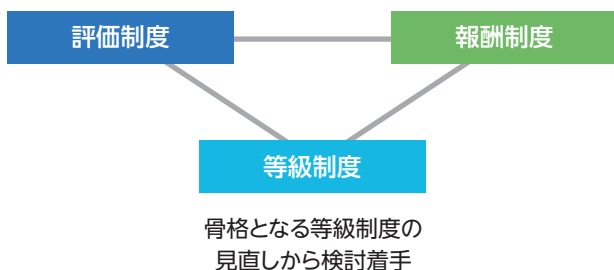 評価制度
報酬制度
等級制度
骨格となる等級制度の
見直しから検討着手